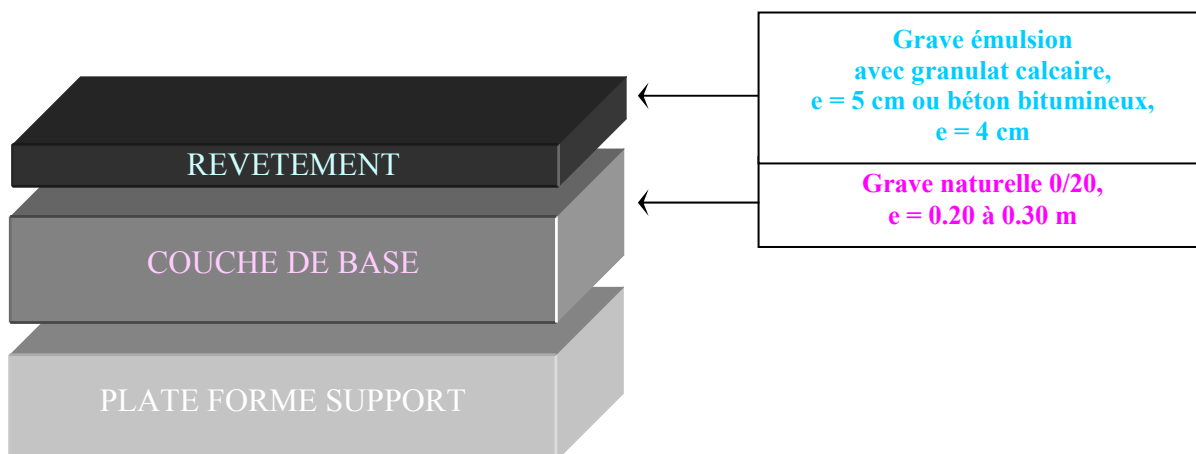 Grave émulsion
avec granulat calcaire,
e = 5 cm ou béton bitumineux,
e = 4 cm
REVETEMENT
Grave naturelle 0/20,
e = 0.20 à 0.30 m
COUCHE DE BASE
PLATE FORME SUPPORT